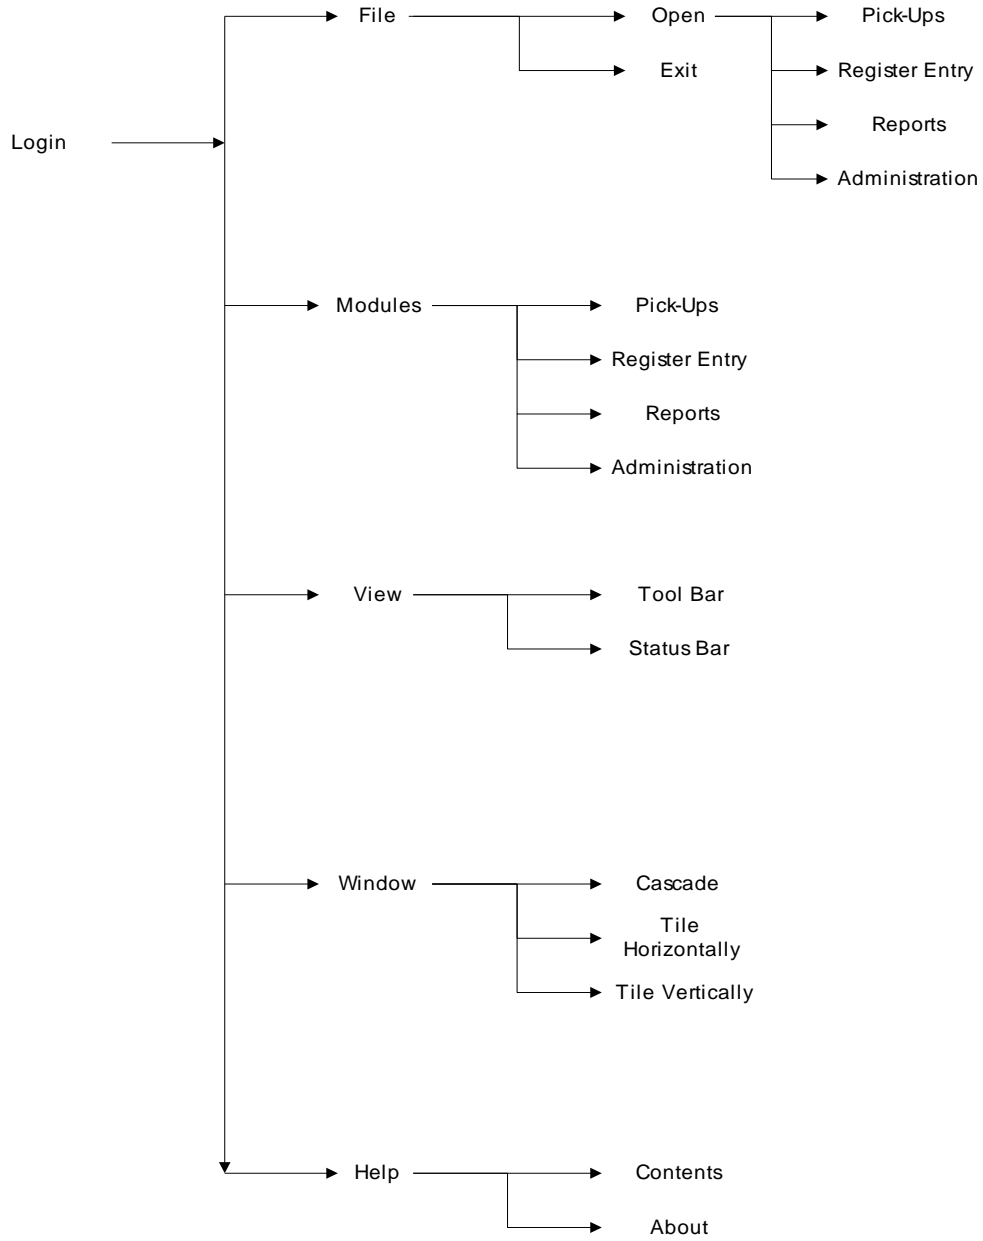 File
Open
Pick-Ups
Exit
Register Entry
Reports
Login
Administration
Modules
Pick-Ups
Register Entry
Reports
Administration
View
Tool Bar
Status Bar
Window
Cascade
Tile
Horizontally
Tile Vertically
Help
Contents
About